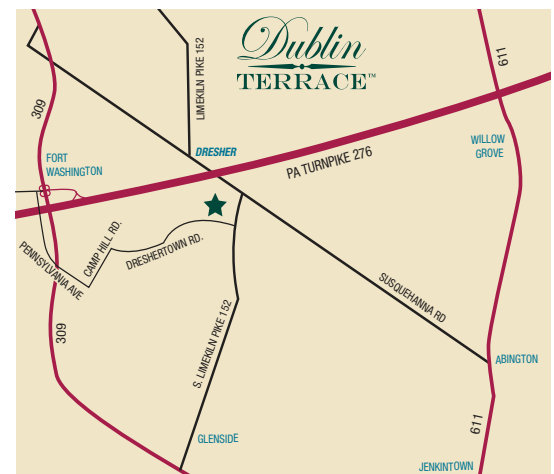 Dublin
TERRACE™
611
LIMEKILN PIKE 152
309
DRESHER
WILLOW
GROVE
FORT
WASHINGTON
PA TURNPIKE 276
CAMP HILL RD.
DRESHERTOWN RD.
PENNSYLVANIA AVE
SUSQUEHANNA RD
309
S. LIMEKILN PIKE 152
ABINGTON
611
GLENSIDE
JENKINTOWN